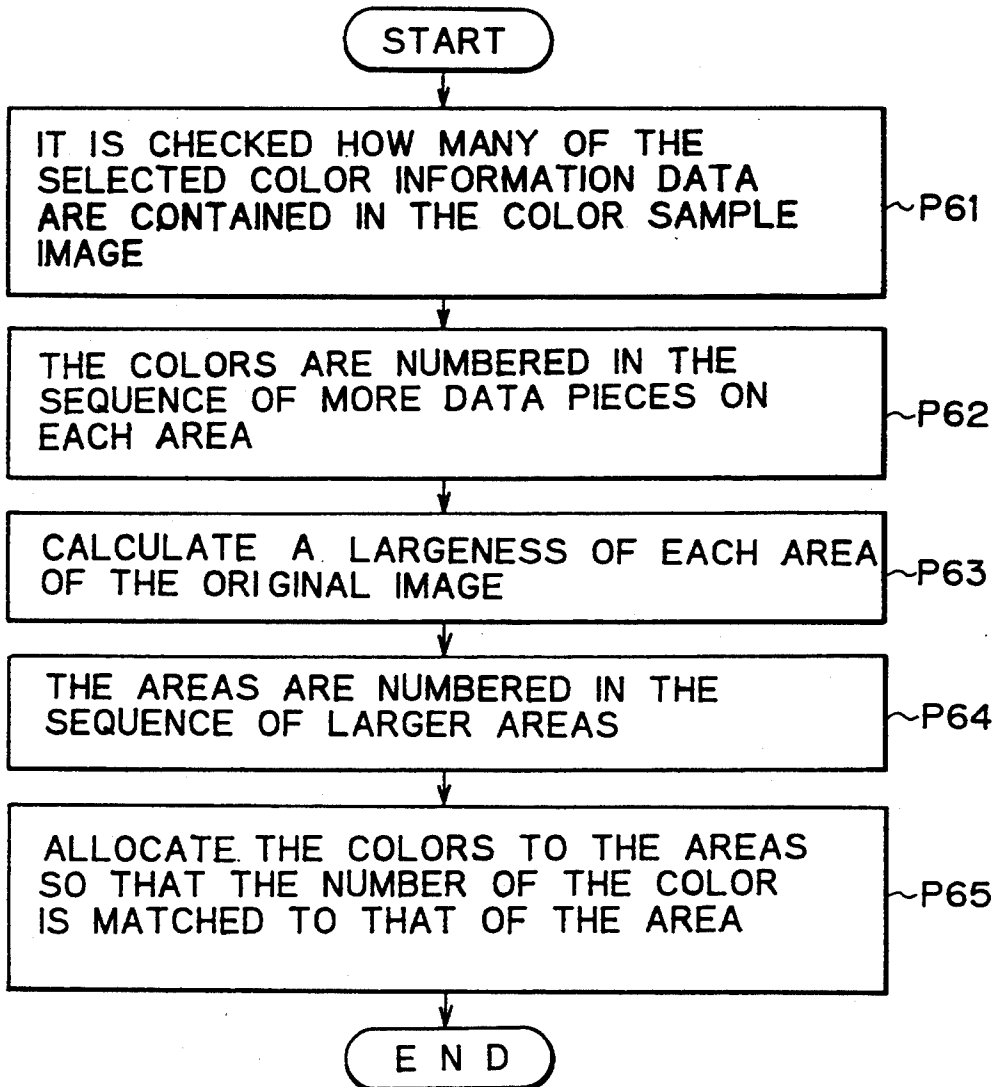 START
IT IS CHECKED HOW MANY OF THE
SELECTED COLOR INFORMATION DATA
ARE CONTAINED IN THE COLOR SAMPLE
IMAGE
P61
THE COLORS ARE NUMBERED IN THE
SEQUENCE OF MORE DATA PIECES ON
EACH AREA
P62
CALCULATE A LARGENESS OF EACH AREA
OF THE ORIGINAL IMAGE
P63
THE AREAS ARE NUMBERED IN THE
SEQUENCE OF LARGER AREAS
P64
ALLOCATE THE COLORS TO THE AREAS
SO THAT THE NUMBER OF THE COLOR
IS MATCHED TO THAT OF THE AREA
P65
END